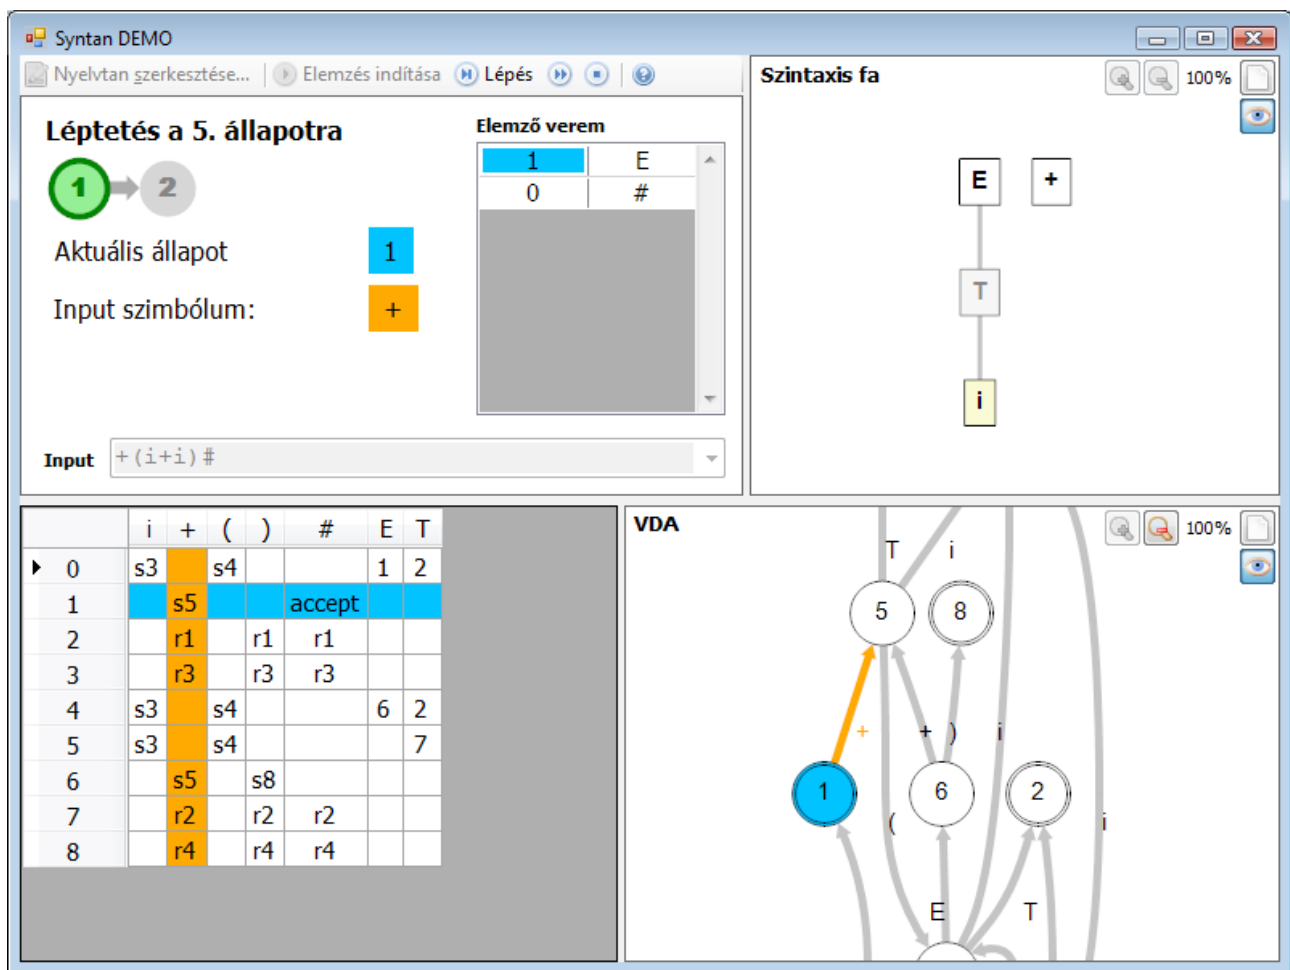 Syntan DEMO
Nyelvtan szerkesztése... Elemzés indítása Lépés
Léptetés a 5. állapotra
1 2
Aktuális állapot 1
Input szimbólum: +
Elemző verem
1 E
0 #
Input +(i+i)#
Szintaxis fa 100%
E +
T
i
i + ( ) # E T
0 s3 s4 1 2
1 s5 accept
2 r1 r1 r1
3 r3 r3 r3
4 s3 s4 6 2
5 s3 s4 7
6 s5 s8
7 r2 r2 r2
8 r4 r4 r4
VDA 100%
T i
5 8
+ + ) i
1 6 2
( i
E T